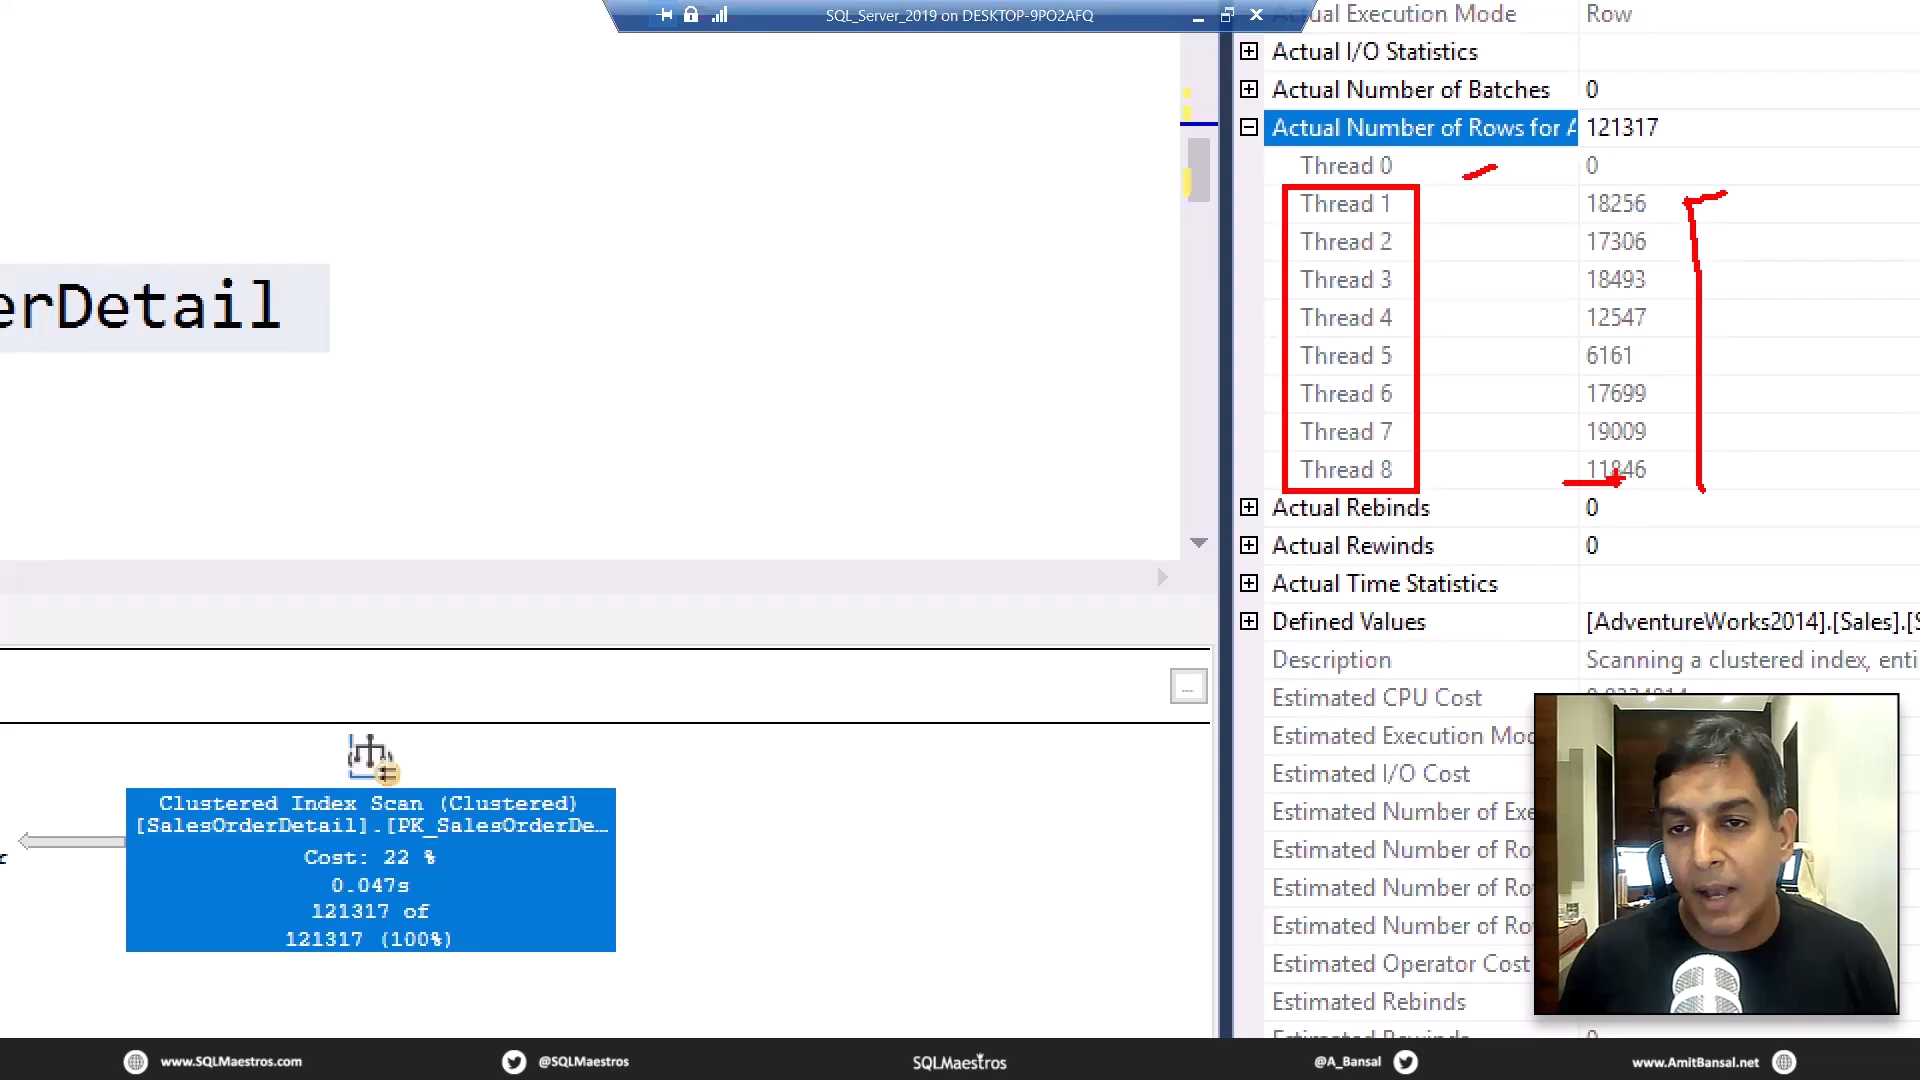 SQL_Server_2019 on DESKTOP-9PO2AFQ
Actual Execution Mode Row
Actual I/O Statistics
Actual Number of Batches 0
Actual Number of Rows for A 121317
Thread 0 0
Thread 1 18256
Thread 2 17306
Thread 3 18493
Thread 4 12547
Thread 5 6161
Thread 6 17699
Thread 7 19009
Thread 8 11846
Actual Rebinds 0
Actual Rewinds 0
Actual Time Statistics
Defined Values [AdventureWorks2014].[Sales].[S
Description Scanning a clustered index, enti
Estimated CPU Cost
Estimated Execution Mod
Estimated I/O Cost
Estimated Number of Exe
Estimated Number of Ro
Estimated Number of Ro
Estimated Number of Ro
Estimated Operator Cost
Estimated Rebinds
erDetail
...
Clustered Index Scan (Clustered)
[SalesOrderDetail].[PK_SalesOrderDe…
Cost: 22 %
0.047s
121317 of
121317 (100%)
r
www.SQLMaestros.com
@SQLMaestros
SQLMaestros
@A_Bansal
www.AmitBansal.net